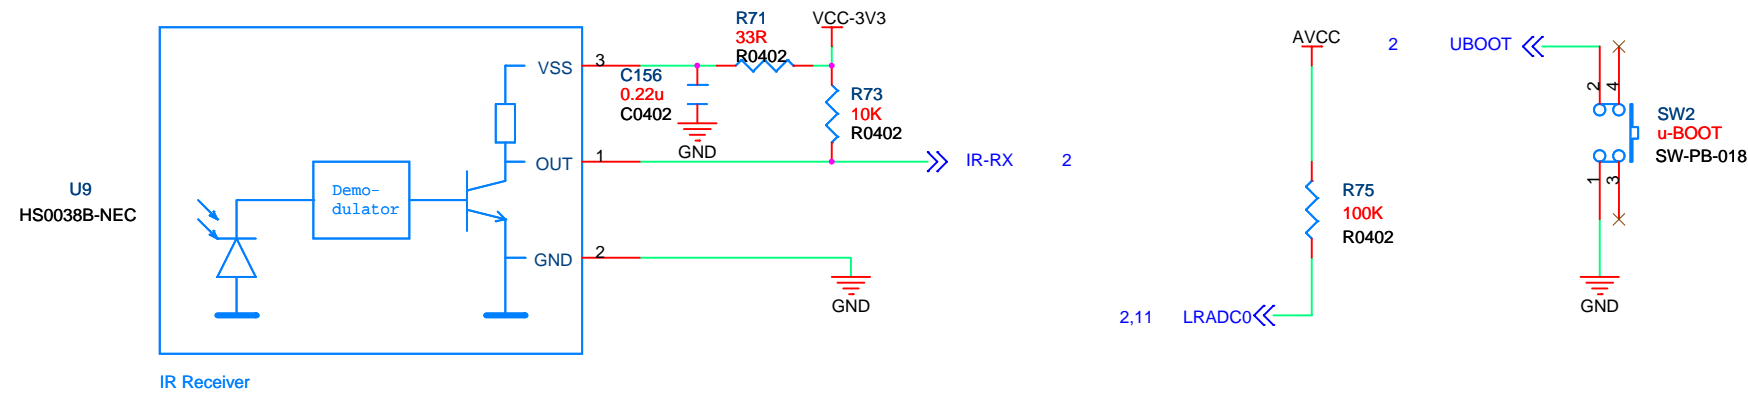 R71
33R
R0402
VCC-3V3
VSS
3
C156
0.22u
C0402
GND
R73
10K
R0402
OUT
1
IR-RX
2
U9
HS0038B-NEC
Demo-
dulator
GND
2
GND
IR Receiver
AVCC
R75
100K
R0402
2,11
LRADC0
2
UBOOT
2
4
SW2
u-BOOT
SW-PB-018
1
3
GND